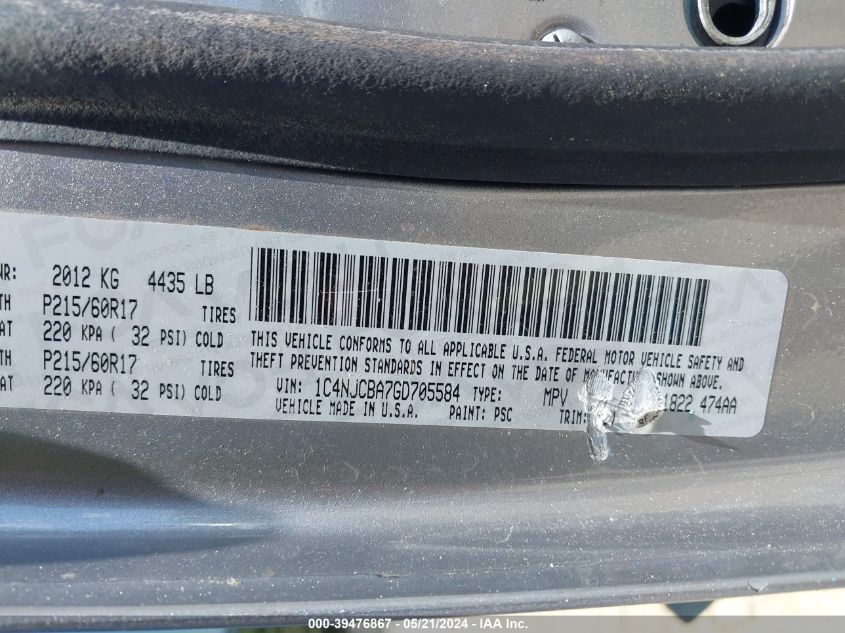 WR: 2012 KG 4435 LB
TH P215/60R17 TIRES
AT 220 KPA ( 32 PSI) COLD
TH P215/60R17 TIRES
AT 220 KPA ( 32 PSI) COLD
THIS VEHICLE CONFORMS TO ALL APPLICABLE U.S.A. FEDERAL MOTOR VEHICLE SAFETY AND
THEFT PREVENTION STANDARDS IN EFFECT ON THE DATE OF MANUFACTURE SHOWN ABOVE.
VIN: 1C4NJCBA7GD705584 TYPE: MPV 1822 474AA
VEHICLE MADE IN U.S.A. PAINT: PSC TRIM:
000-39476867 - 05/21/2024 - IAA Inc.